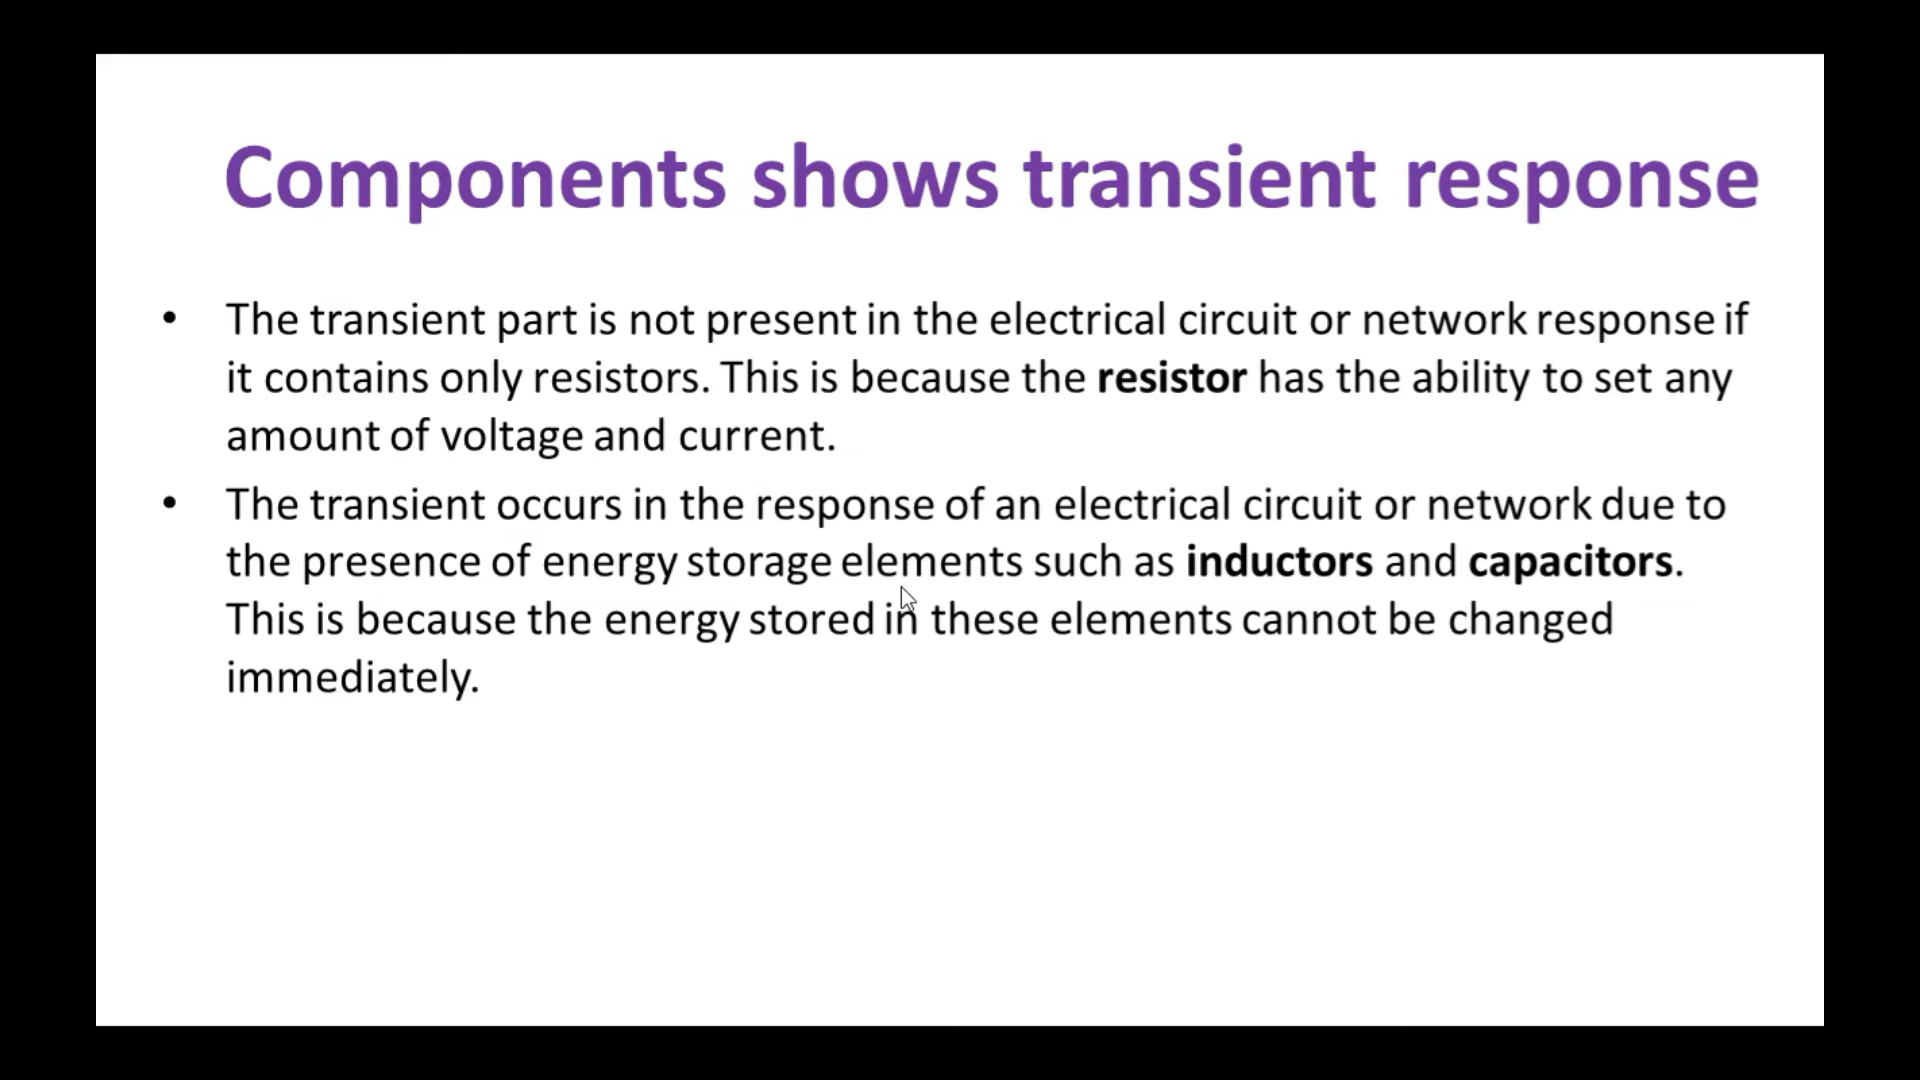 Components shows transient response
• The transient part is not present in the electrical circuit or network response if
it contains only resistors. This is because the resistor has the ability to set any
amount of voltage and current.
• The transient occurs in the response of an electrical circuit or network due to
the presence of energy storage elements such as inductors and capacitors.
This is because the energy stored in these elements cannot be changed
immediately.